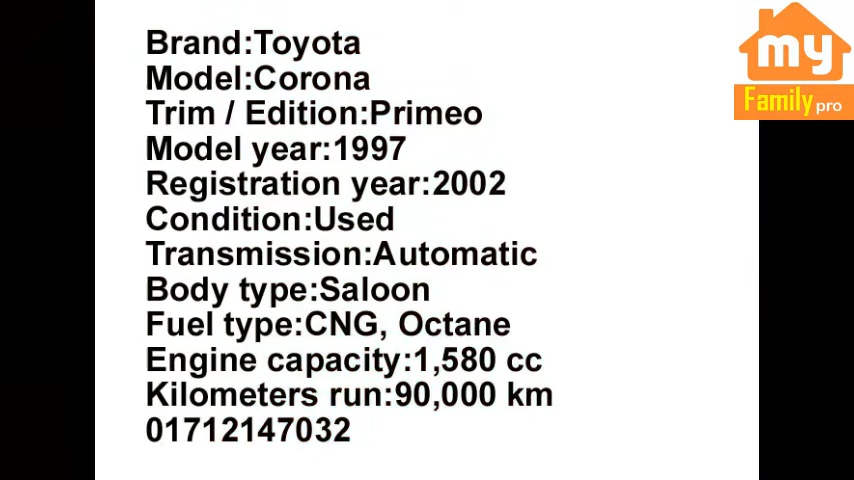 Brand:Toyota
Model:Corona
Trim / Edition:Primeo
Model year:1997
Registration year:2002
Condition:Used
Transmission:Automatic
Body type:Saloon
Fuel type:CNG, Octane
Engine capacity:1,580 cc
Kilometers run:90,000 km
01712147032
my
Family pro